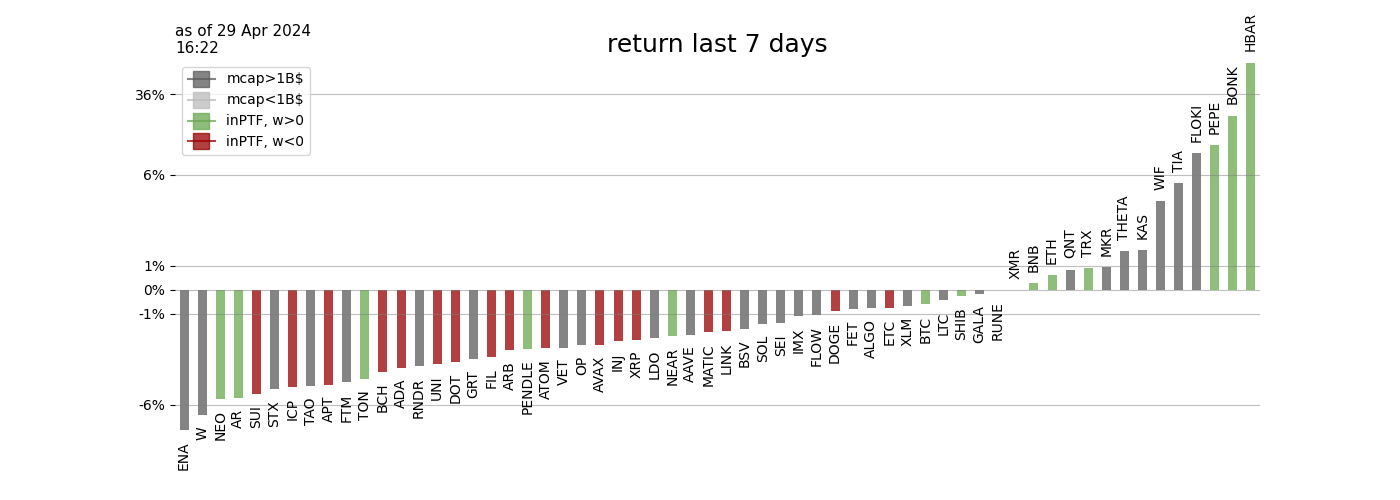 as of 29 Apr 2024
16:22
return last 7 days
mcap>1B$
mcap<1B$
inPTF, w>0
inPTF, w<0
36%
6%
1%
0%
-1%
-6%
ENA
W
NEO
AR
SUI
STX
ICP
TAO
APT
FTM
TON
BCH
ADA
RNDR
UNI
DOT
GRT
FIL
ARB
PENDLE
ATOM
VET
OP
AVAX
INJ
XRP
LDO
NEAR
AAVE
MATIC
LINK
BSV
SOL
SEI
IMX
FLOW
DOGE
FET
ALGO
ETC
XLM
BTC
LTC
SHIB
GALA
RUNE
XMR
BNB
ETH
QNT
TRX
MKR
THETA
KAS
WIF
TIA
FLOKI
PEPE
BONK
HBAR